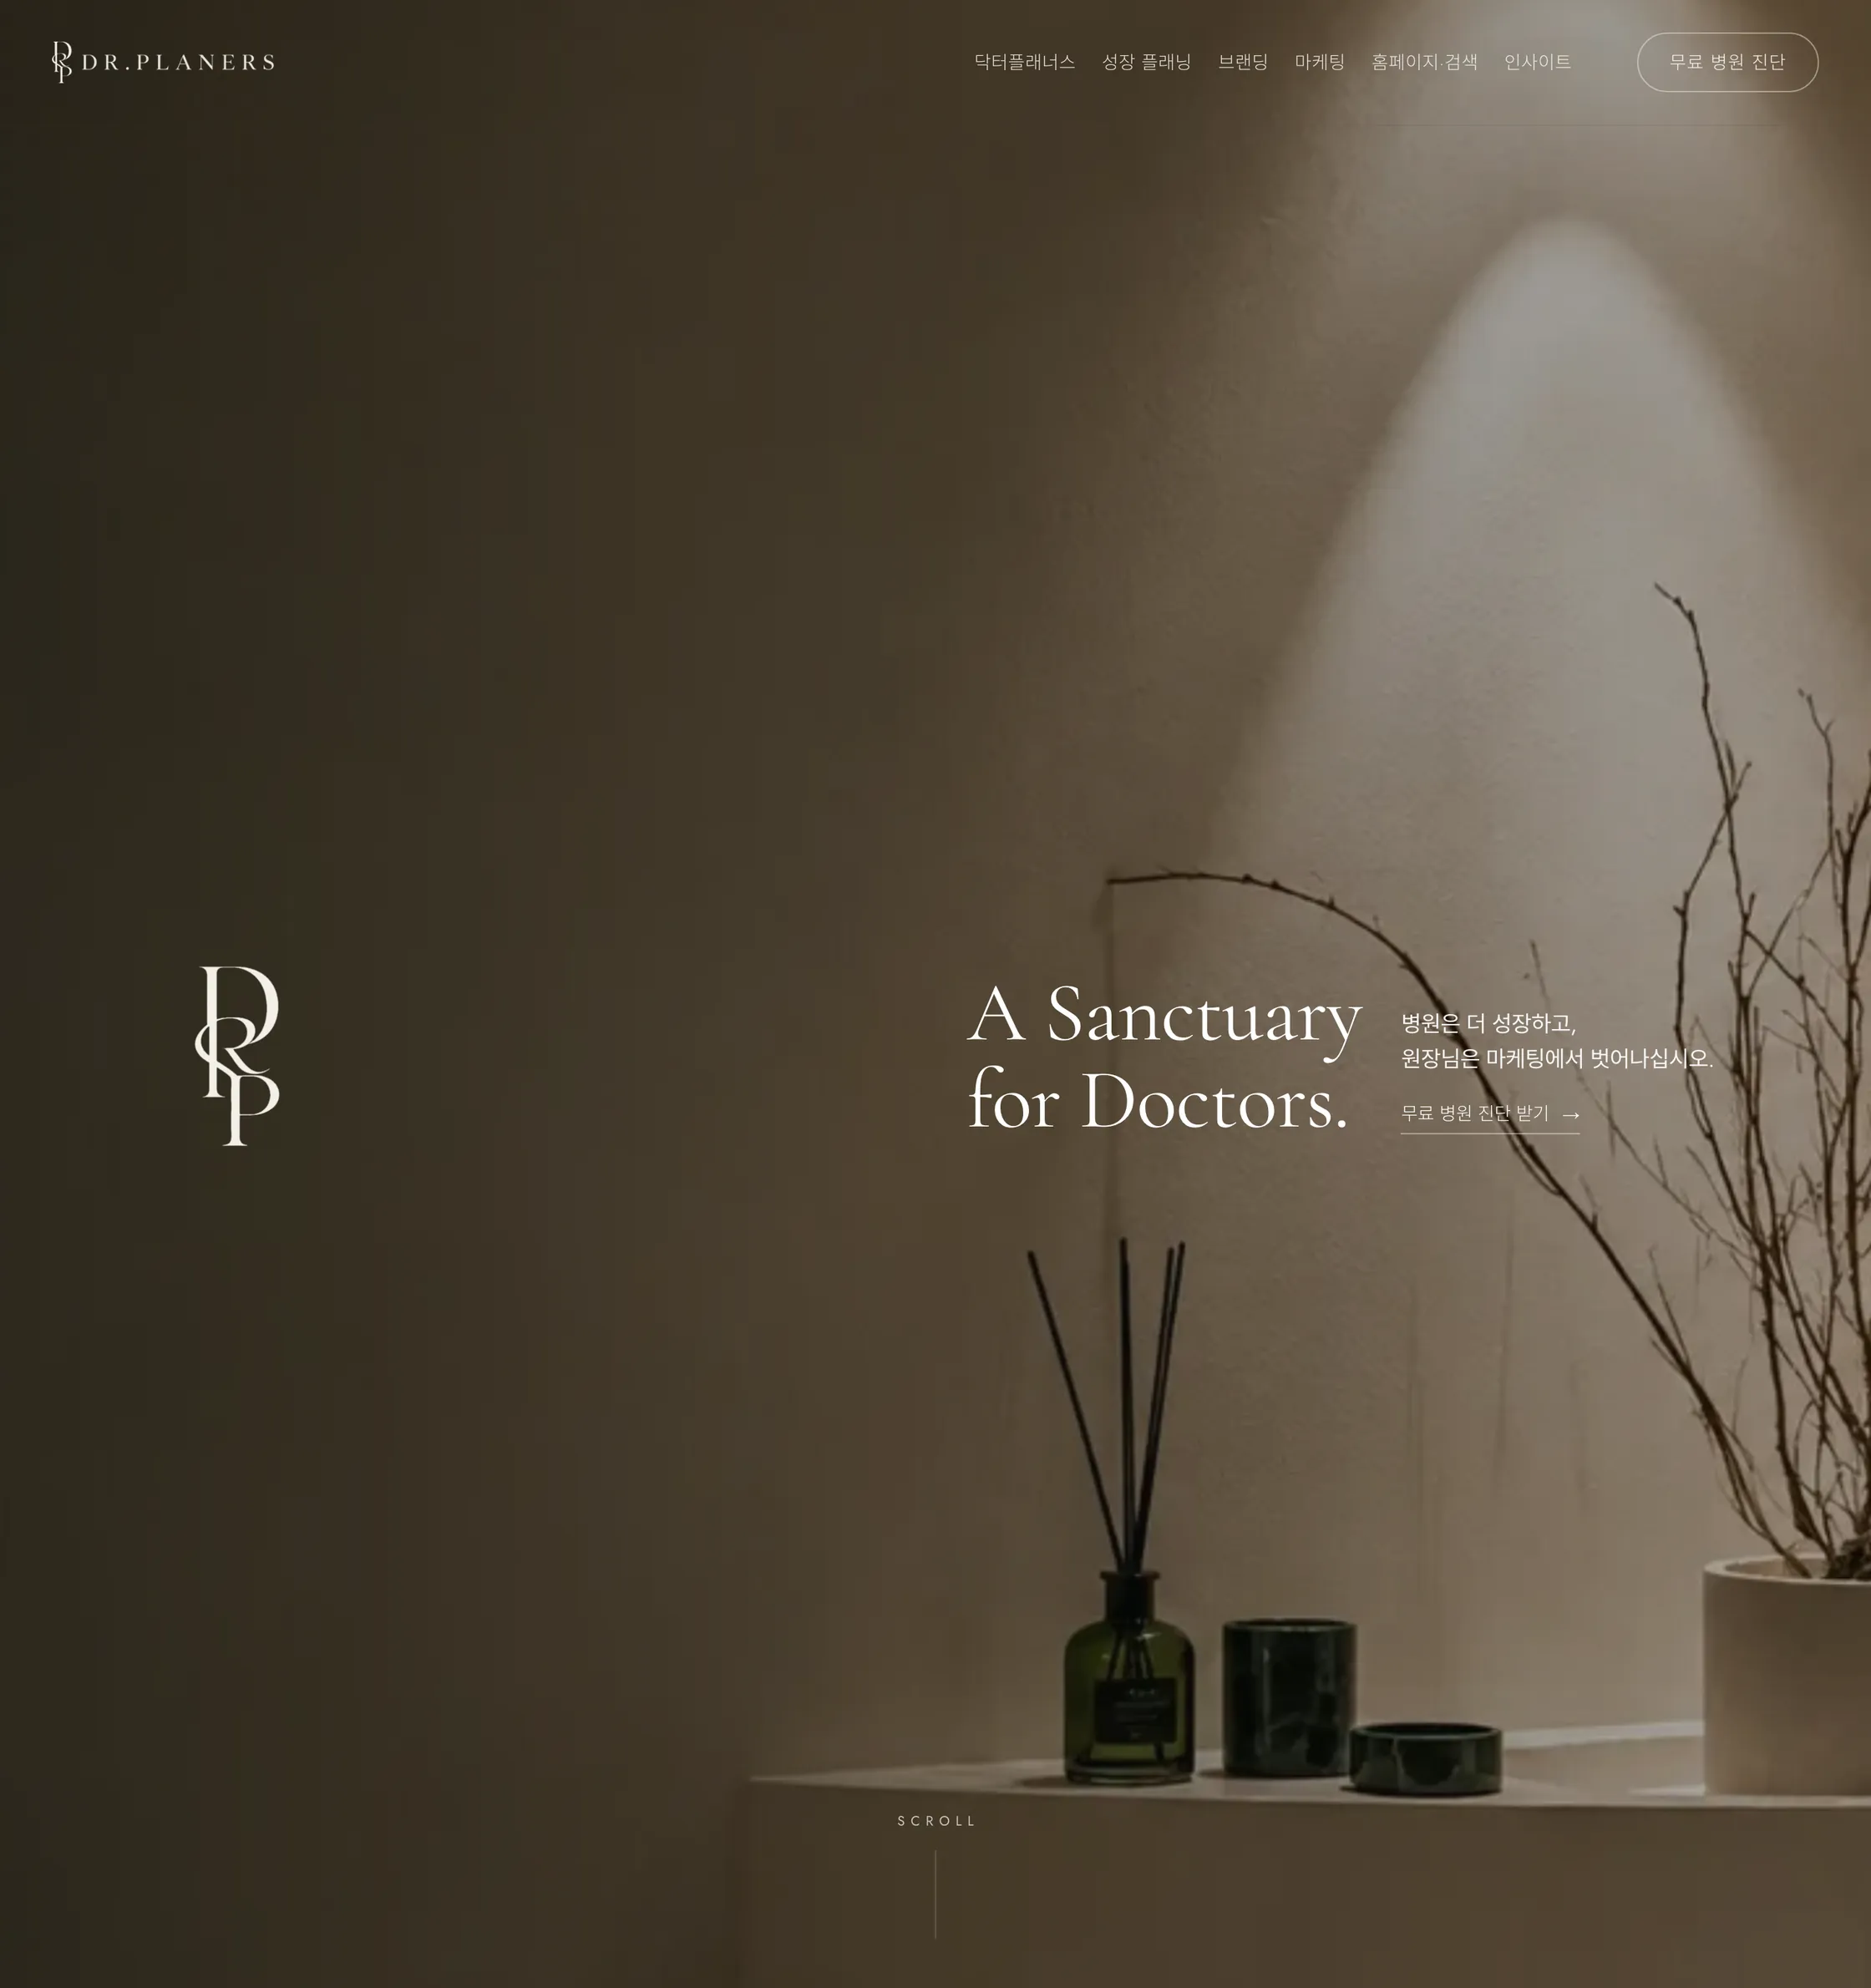 DR.PLANERS
닥터플래너스 성장 플래닝 브랜딩 마케팅 홈페이지·검색 인사이트 무료 병원 진단
DRP
A Sanctuary
for Doctors.
병원은 더 성장하고,
원장님은 마케팅에서 벗어나십시오.
무료 병원 진단 받기 →
SCROLL